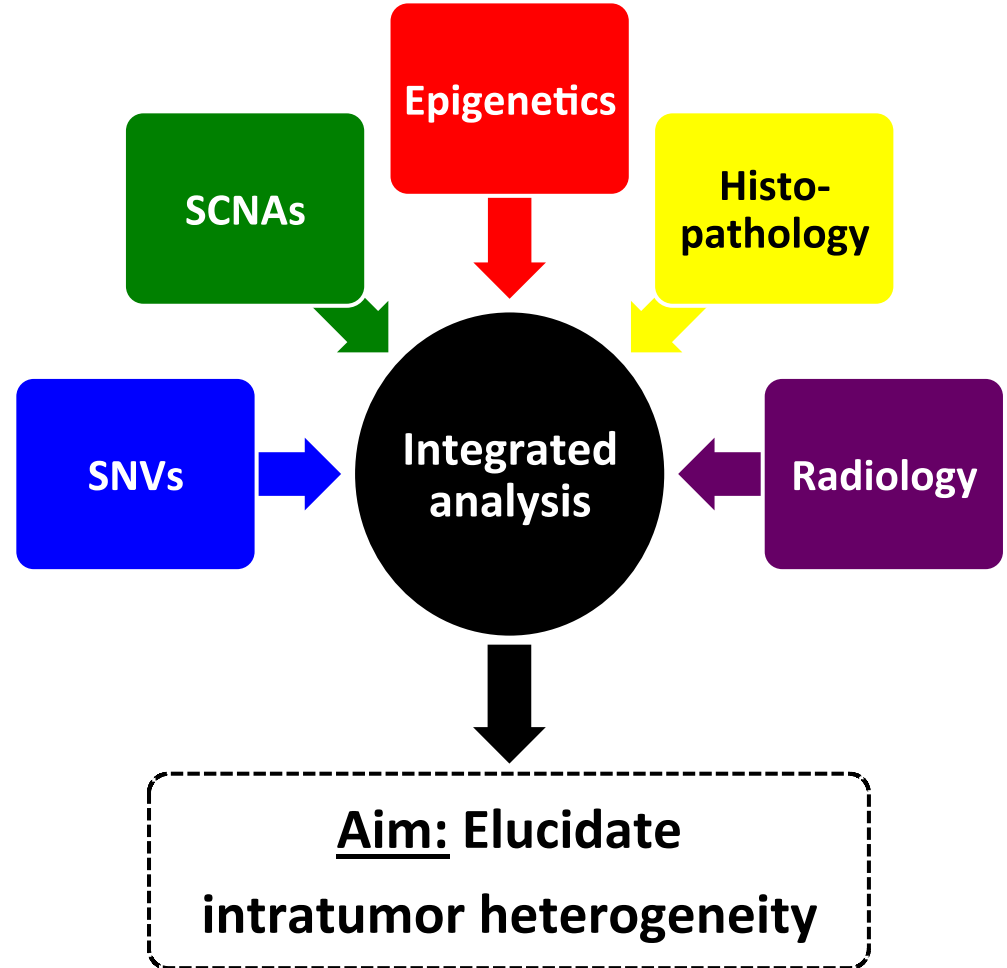 Epigenetics
SCNAs
Histo-
pathology
SNVs
Integrated
analysis
Radiology
Aim: Elucidate
intratumor heterogeneity